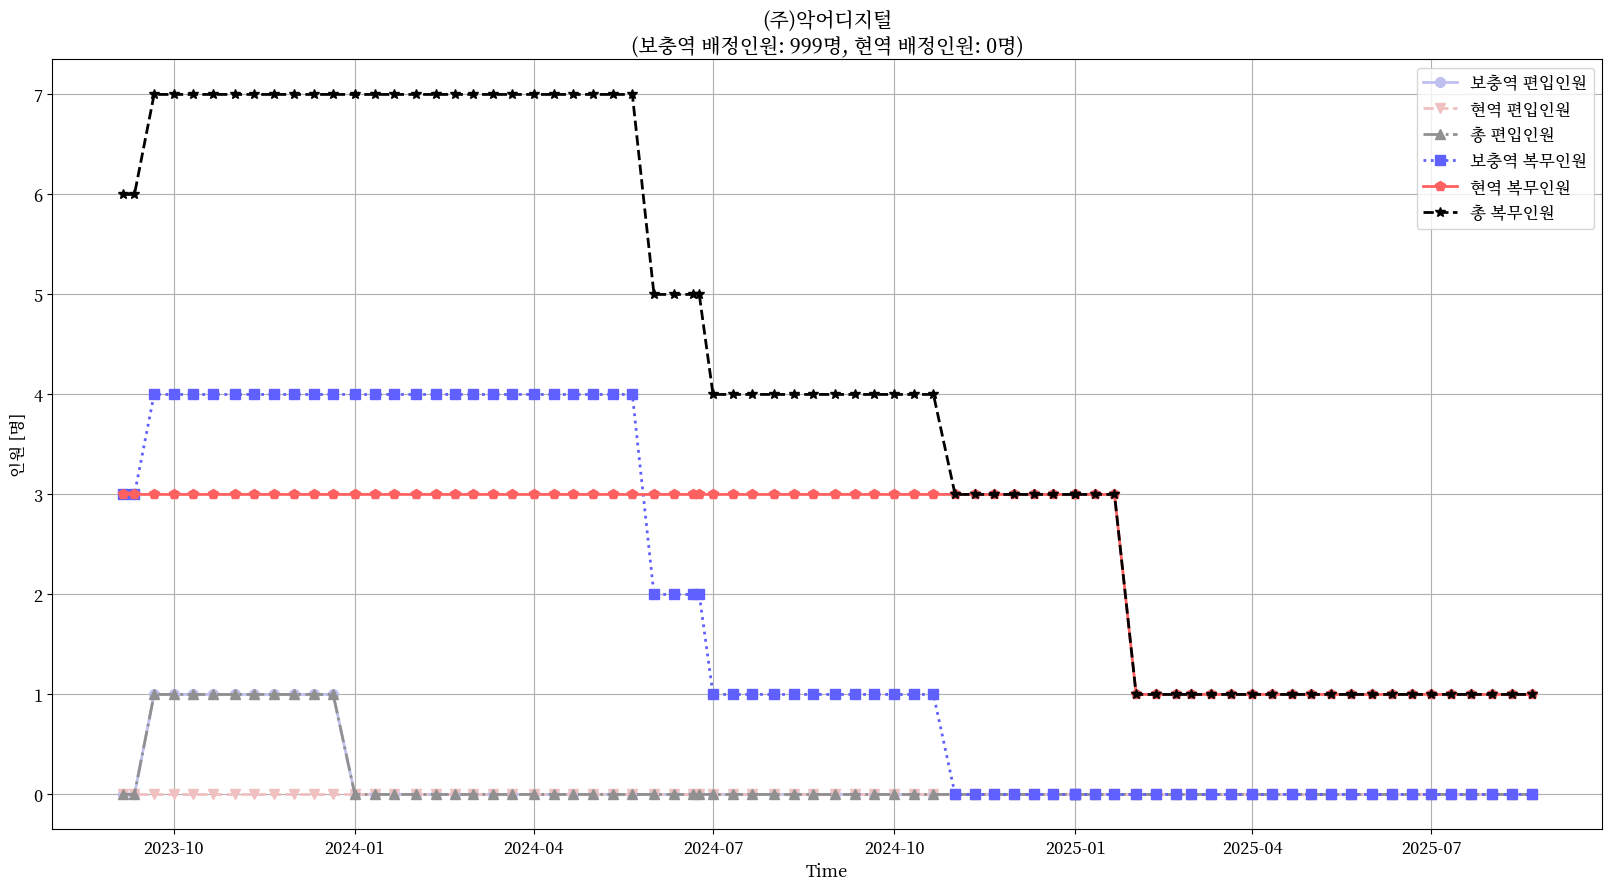 (주)악어디지털
(보충역 배정인원: 999명, 현역 배정인원: 0명)
보충역 편입인원
현역 편입인원
총 편입인원
보충역 복무인원
현역 복무인원
총 복무인원
인원 [명]
7
6
5
4
3
2
1
0
2023-10
2024-01
2024-04
2024-07
2024-10
2025-01
2025-04
2025-07
Time